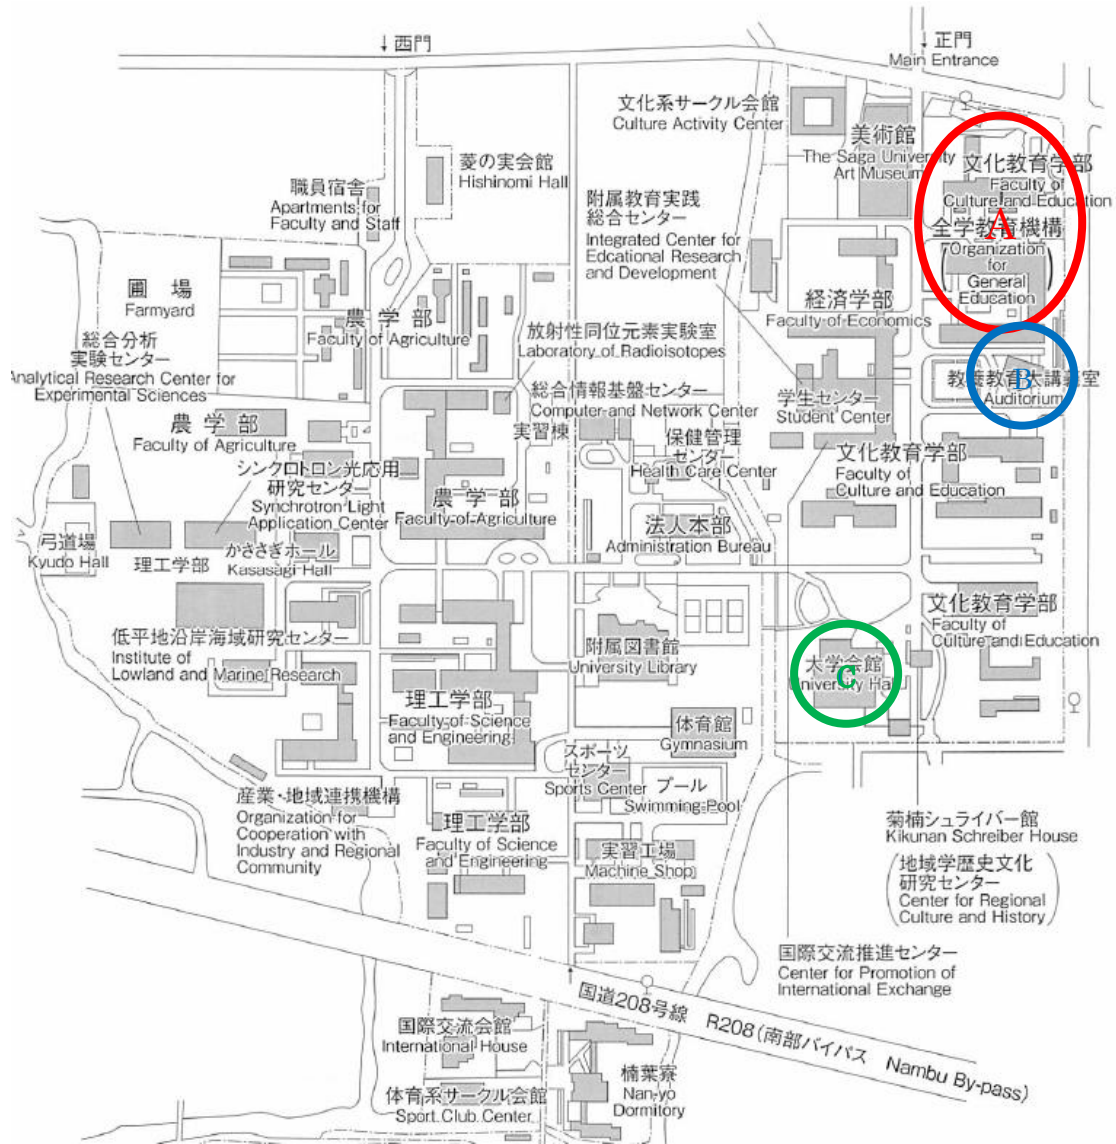 ↓西門
↓正門
Main Entrance
文化系サークル会館
Culture Activity Center
美術館
The Saga University
Art Museum
文化教育学部
Faculty of
Culture and Education
全学教育機構
A
(Organization
for
General
Education)
菱の実会館
Hishinomi Hall
職員宿舎
Apartments for
Faculty and Staff
附属教育実践
総合センター
Integrated Center for
Edcational Research
and Development
圃場
Farmyard
農学部
Faculty of Agriculture
経済学部
Faculty of Economics
放射性同位元素実験室
Laboratory of Radioisotopes
総合分析
実験センター
Analytical Research Center for
Experimental Sciences
総合情報基盤センター
Computer and Network Center
実習棟
学生センター
Student Center
教養教育大講義室
B
Auditorium
農学部
Faculty of Agriculture
保健管理
センター
Health Care Center
文化教育学部
Faculty of
Culture and Education
シンクロトロン光応用
研究センター
Synchrotron Light
Application Center
農学部
Faculty of Agriculture
法人本部
Administration Bureau
弓道場
Kyudo Hall
理工学部
かささぎホール
Kasasagi Hall
文化教育学部
Faculty of
Culture and Education
低平地沿岸海域研究センター
Institute of
Lowland and Marine Research
附属図書館
University Library
大学会館
University Hall
C
理工学部
Faculty of Science
and Engineering
体育館
Gymnasium
スポーツ
センター
Sports Center
プール
Swimming Pool
産業・地域連携機構
Organization for
Cooperation with
Industry and Regional
Community
理工学部
Faculty of Science
and Engineering
実習工場
Machine Shop
菊楠シュライバー館
Kikunan Schreiber House
(地域学歴史文化
研究センター
Center for Regional
Culture and History)
国際交流推進センター
Center for Promotion of
International Exchange
国道208号線 R208(南部バイパス Nambu By-pass)
国際交流会館
International House
楠葉寮
Nan-yo
Dormitory
体育系サークル会館
Sport Club Center